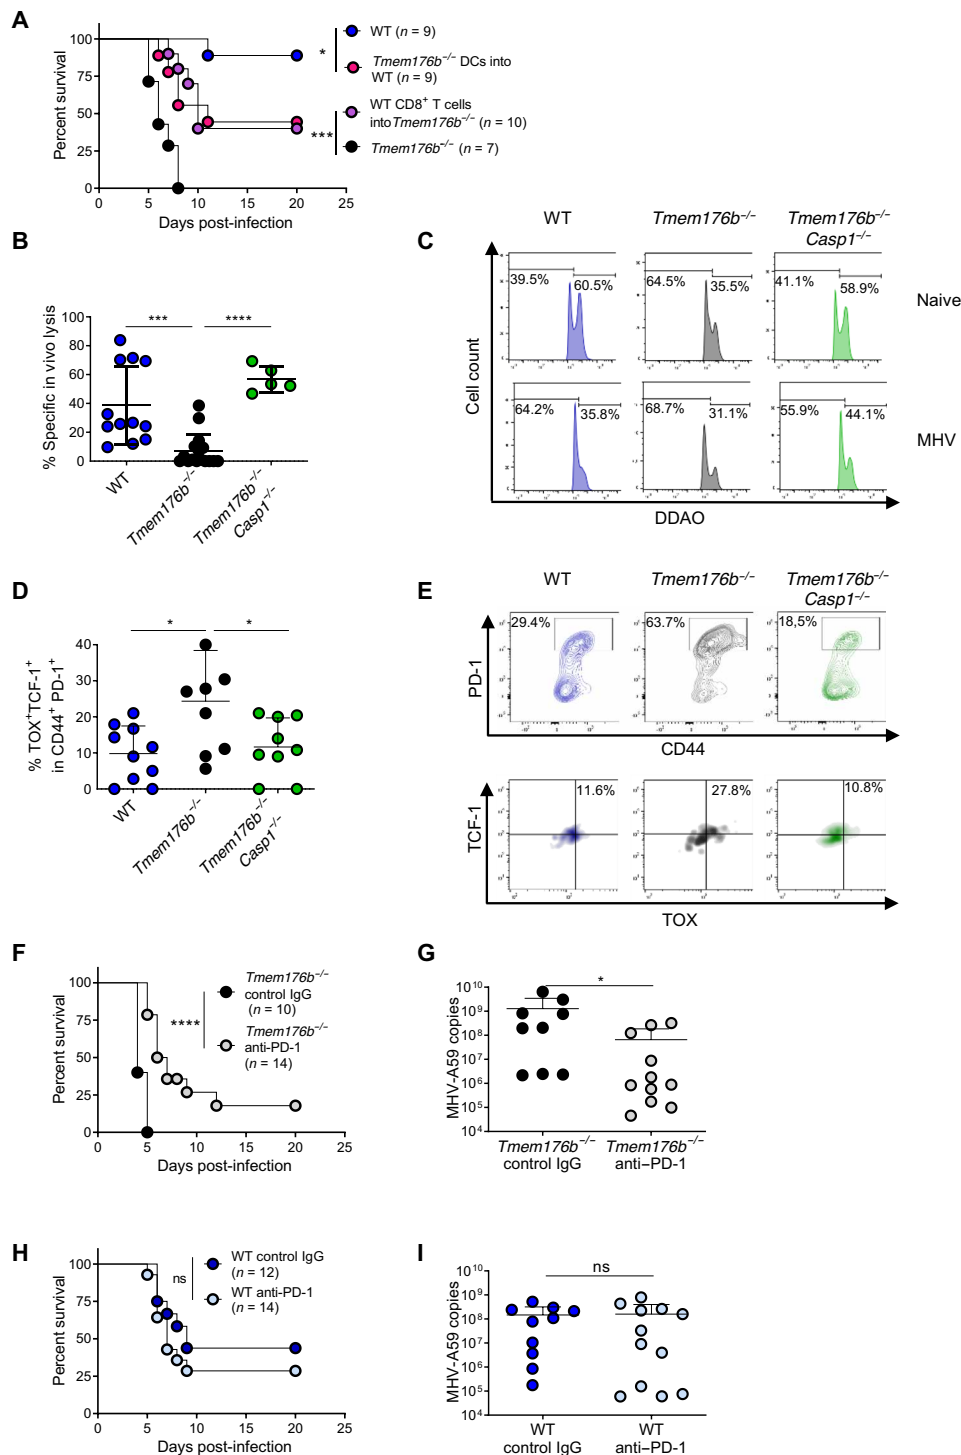 A
100
75
50
25
0
Percent survival
0 5 10 15 20 25
Days post-infection
WT (n = 9)
*
Tmem176b−/− DCs into
WT (n = 9)
WT CD8+ T cells
into Tmem176b−/− (n = 10)
***
Tmem176b−/− (n = 7)
B
% Specific in vivo lysis
100
80
60
40
20
0
*** ****
WT
Tmem176b−/−
Tmem176b−/−
Casp1−/−
C
WT Tmem176b−/− Tmem176b−/−
Casp1−/−
39.5% 60.5% 64.5% 35.5% 41.1% 58.9%
Naive
Cell count
64.2% 35.8% 68.7% 31.1% 55.9% 44.1%
MHV
DDAO
D
% TOX+TCF-1+
in CD44+ PD-1+
40
30
20
10
0
* *
WT
Tmem176b−/−
Tmem176b−/−
Casp1−/−
E
WT Tmem176b−/− Tmem176b−/−
Casp1−/−
29.4% 63.7% 18,5%
PD-1
CD44
11.6% 27.8% 10.8%
TCF-1
TOX
F
100
75
50
25
0
Percent survival
0 5 10 15 20 25
Days post-infection
Tmem176b−/−
control IgG
(n = 10)
****
Tmem176b−/−
anti-PD-1
(n = 14)
G
MHV-A59 copies
10^10
10^9
10^8
10^7
10^6
10^5
10^4
*
Tmem176b−/− Tmem176b−/−
control IgG anti–PD-1
H
100
75
50
25
0
Percent survival
0 5 10 15 20 25
Days post-infection
WT control IgG
(n = 12)
ns
WT anti-PD-1
(n = 14)
I
MHV-A59 copies
10^10
10^9
10^8
10^7
10^6
10^5
10^4
ns
WT WT
control IgG anti–PD-1